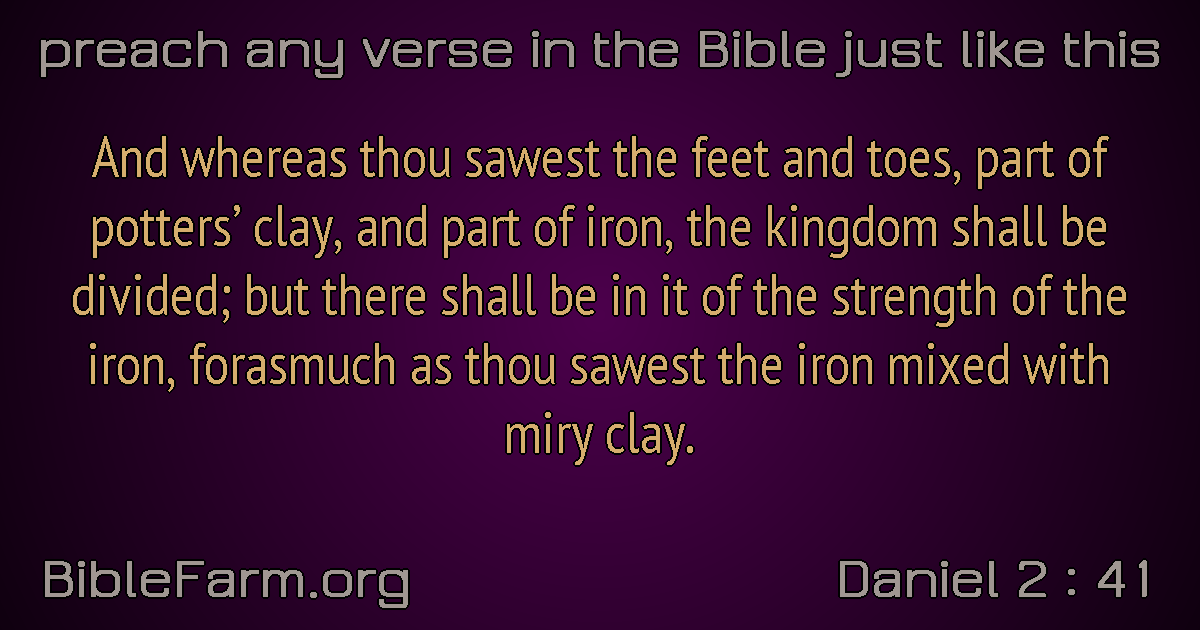 preach any verse in the Bible just like this
And whereas thou sawest the feet and toes, part of
potters’ clay, and part of iron, the kingdom shall be
divided; but there shall be in it of the strength of the
iron, forasmuch as thou sawest the iron mixed with
miry clay.
BibleFarm.org
Daniel 2 : 41